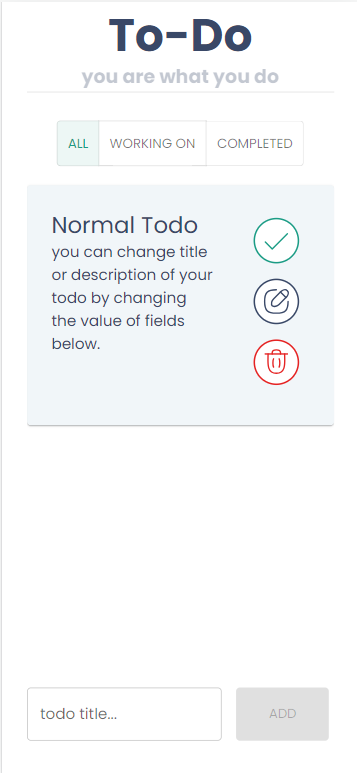 To-Do
you are what you do
ALL WORKING ON COMPLETED
Normal Todo
you can change title
or description of your
todo by changing
the value of fields
below.
todo title... ADD